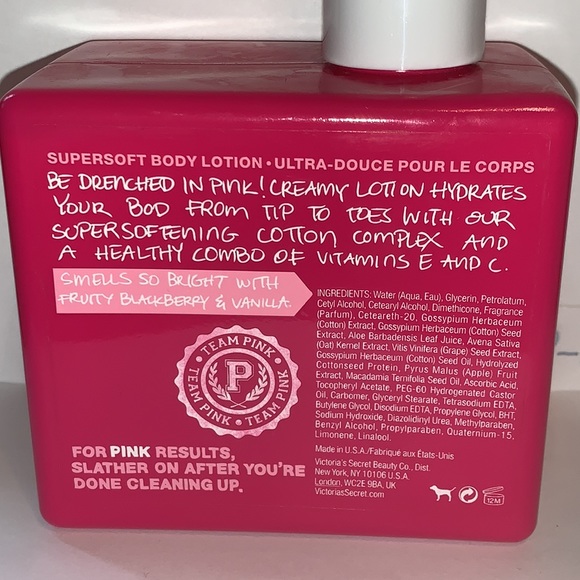 SUPERSOFT BODY LOTION • ULTRA-DOUCE POUR LE CORPS
BE DRENCHED IN PINK! CREAMY LOTION HYDRATES
YOUR BOD FROM TIP TO TOES WITH OUR
SUPERSOFTENING COTTON COMPLEX AND
A HEALTHY COMBO OF VITAMINS E AND C.
SMELLS SO BRIGHT WITH
FRUITY BLACKBERRY & VANILLA.
INGREDIENTS: Water (Aqua, Eau), Glycerin, Petrolatum,
Cetyl Alcohol, Cetearyl Alcohol, Dimethicone, Fragrance
(Parfum), Ceteareth-20, Gossypium Herbaceum
(Cotton) Extract, Gossypium Herbaceum (Cotton) Seed
Extract, Aloe Barbadensis Leaf Juice, Avena Sativa
(Oat) Kernel Extract, Vitis Vinifera (Grape) Seed Extract,
Gossypium Herbaceum (Cotton) Seed Oil, Hydrolyzed
Cottonseed Protein, Pyrus Malus (Apple) Fruit
Extract, Macadamia Ternifolia Seed Oil, Ascorbic Acid,
Tocopheryl Acetate, PEG-60 Hydrogenated Castor
Oil, Carbomer, Glyceryl Stearate, Tetrasodium EDTA,
Butylene Glycol, Disodium EDTA, Propylene Glycol, BHT,
Sodium Hydroxide, Diazolidinyl Urea, Methylparaben,
Benzyl Alcohol, Propylparaben, Quaternium-15,
Limonene, Linalool.
Made in U.S.A./Fabriqué aux États-Unis
Victoria's Secret Beauty Co., Dist.
New York, NY 10106 U.S.A.
London, WC2E 9BA, UK
VictoriasSecret.com
12 M
TEAM PINK • TEAM PINK • TEAM PINK •
P
FOR PINK RESULTS,
SLATHER ON AFTER YOU'RE
DONE CLEANING UP.